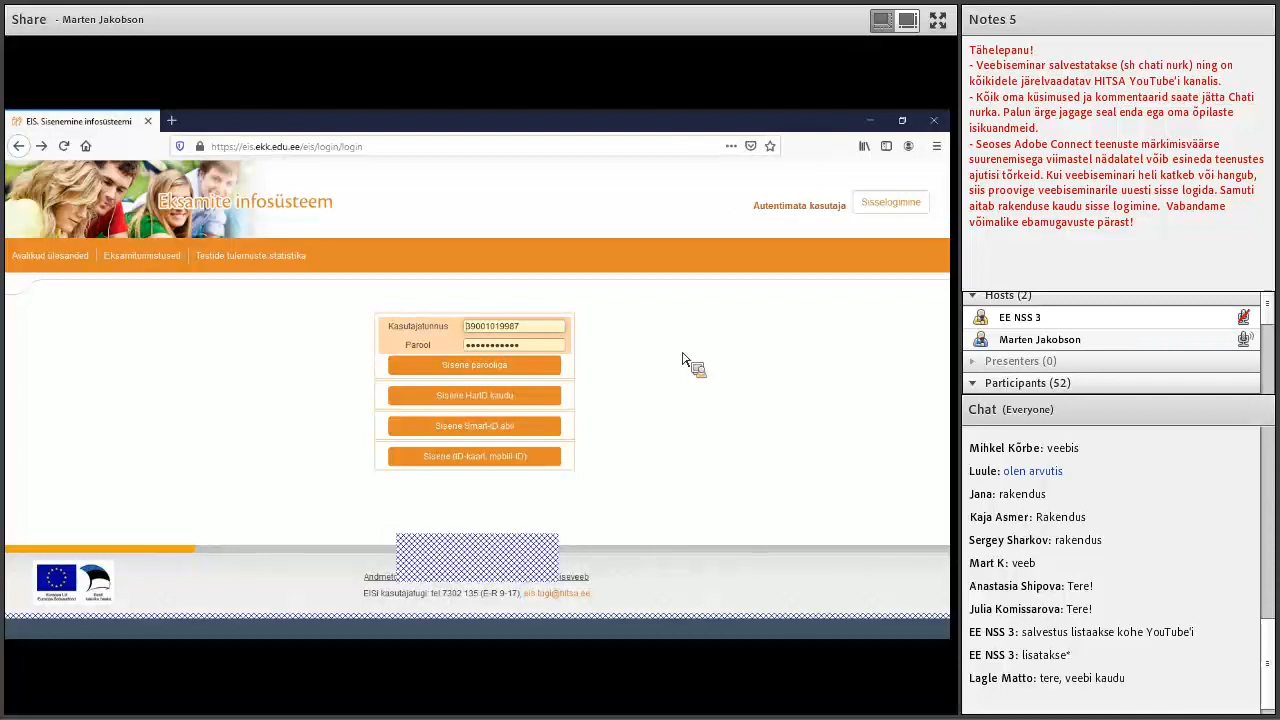 Share - Marten Jakobson
EIS. Sisenemine infosüsteemi
https://eis.ekk.edu.ee/eis/login/login
Eksamite infosüsteem
Autentimata kasutaja
Sisselogimine
Avalikud ülesanded
Eksamitunnistused
Testide tulemuste statistika
Kasutajatunnus 39001019987
Parool •••••••••••
Sisene parooliga
Sisene HarID kaudu
Sisene Smart-ID abil
Sisene (ID-kaart, mobiil-ID)
EISi kasutajatugi: tel 7302 135 (E-R 9-17), eis.tugi@hitsa.ee
Notes 5
Tähelepanu!
- Veebiseminar salvestatakse (sh chati nurk) ning on
kõikidele järelvaadatav HITSA YouTube'i kanalis.
- Kõik oma küsimused ja kommentaarid saate jätta Chati
nurka. Palun ärge jagage seal enda ega oma õpilaste
isikuandmeid.
- Seoses Adobe Connect teenuste märkimisväärse
suurenemisega viimastel nädalatel võib esineda teenustes
ajutisi tõrkeid. Kui veebiseminari heli katkeb või hangub,
siis proovige veebiseminarile uuesti sisse logida. Samuti
aitab rakenduse kaudu sisse logimine. Vabandame
võimalike ebamugavuste pärast!
Hosts (2)
EE NSS 3
Marten Jakobson
Presenters (0)
Participants (52)
Chat (Everyone)
Mihkel Kõrbe: veebis
Luule: olen arvutis
Jana: rakendus
Kaja Asmer: Rakendus
Sergey Sharkov: rakendus
Mart K: veeb
Anastasia Shipova: Tere!
Julia Komissarova: Tere!
EE NSS 3: salvestus listaakse kohe YouTube'i
EE NSS 3: lisatakse*
Lagle Matto: tere, veebi kaudu